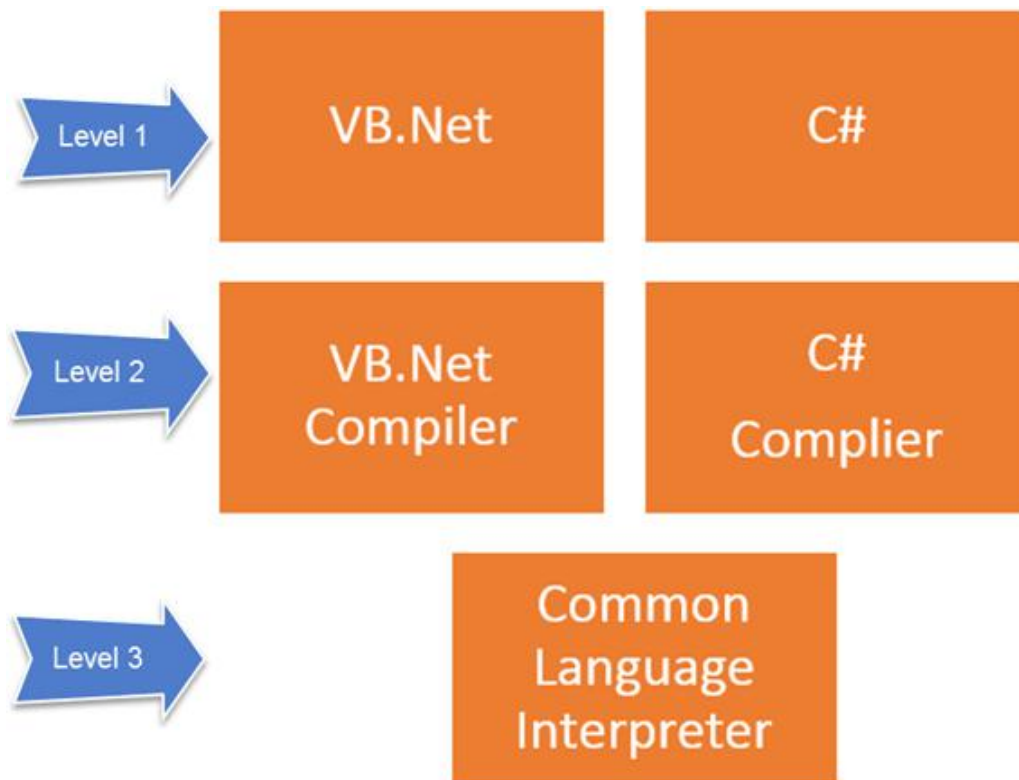 Level 1
VB.Net
C#
Level 2
VB.Net
Compiler
C#
Complier
Level 3
Common
Language
Interpreter